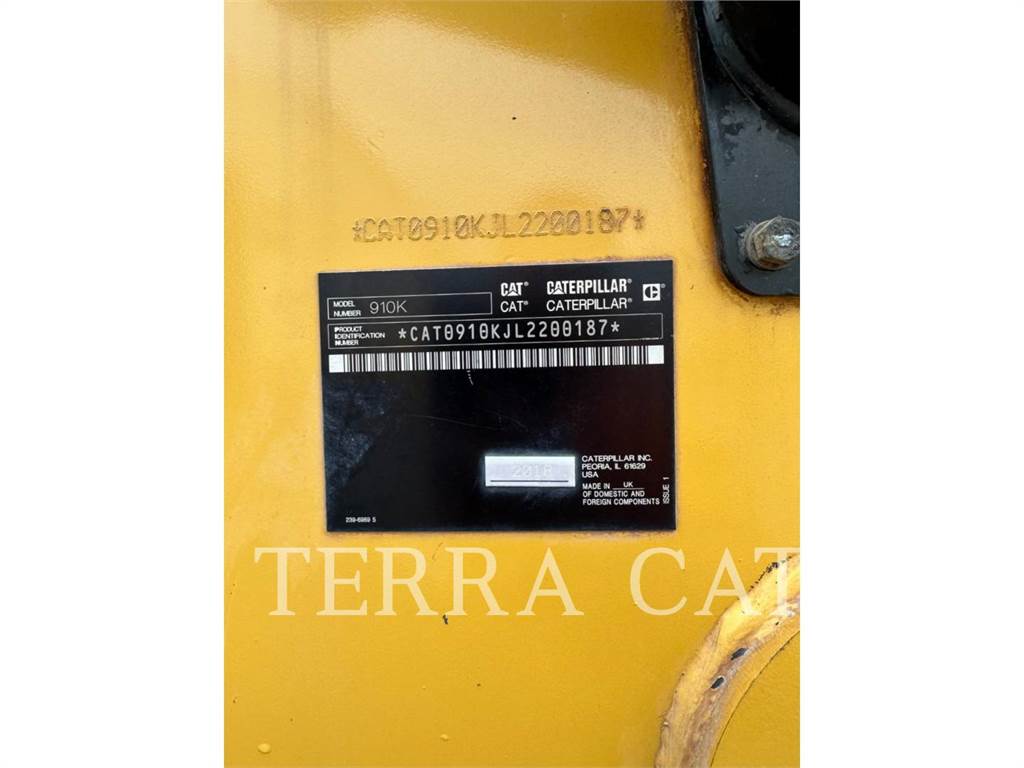 *CAT0910KJL2200187*
CAT® CATERPILLAR®
MODEL NUMBER 910K CAT® CATERPILLAR® C
PRODUCT IDENTIFICATION NUMBER *CAT0910KJL2200187*
CATERPILLAR INC.
PEORIA, IL 61629
USA
MADE IN UK
OF DOMESTIC AND
FOREIGN COMPONENTS
ISSUE 1
239-6969 5
TERRA CAT